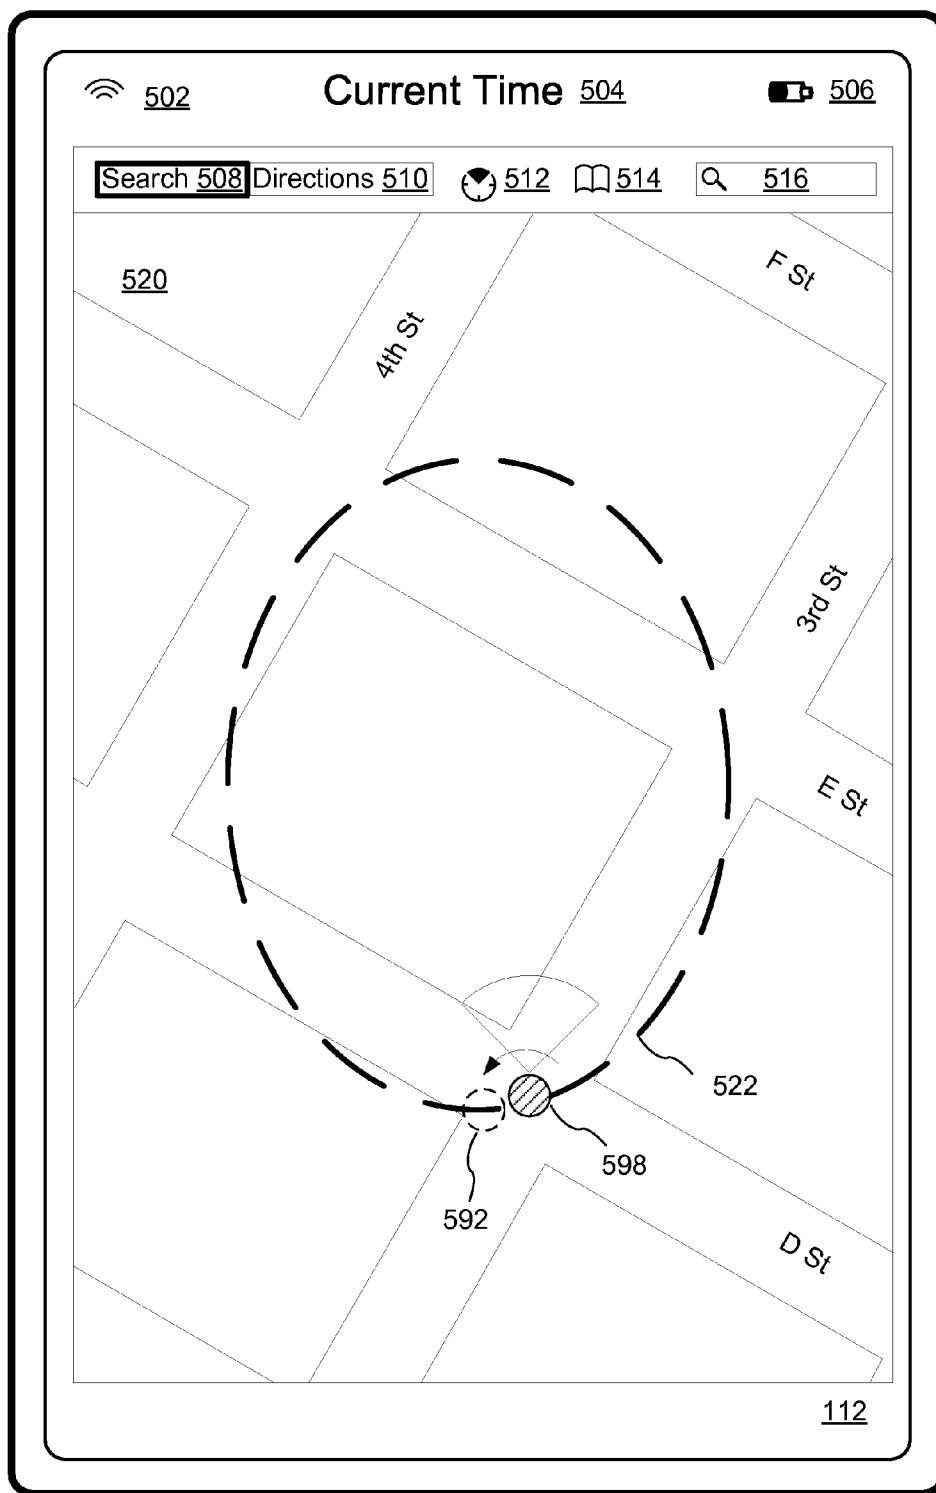 502 Current Time 504 506
Search 508 Directions 510 512 514 516
520
F St
4th St
3rd St
E St
522
598
592
D St
112